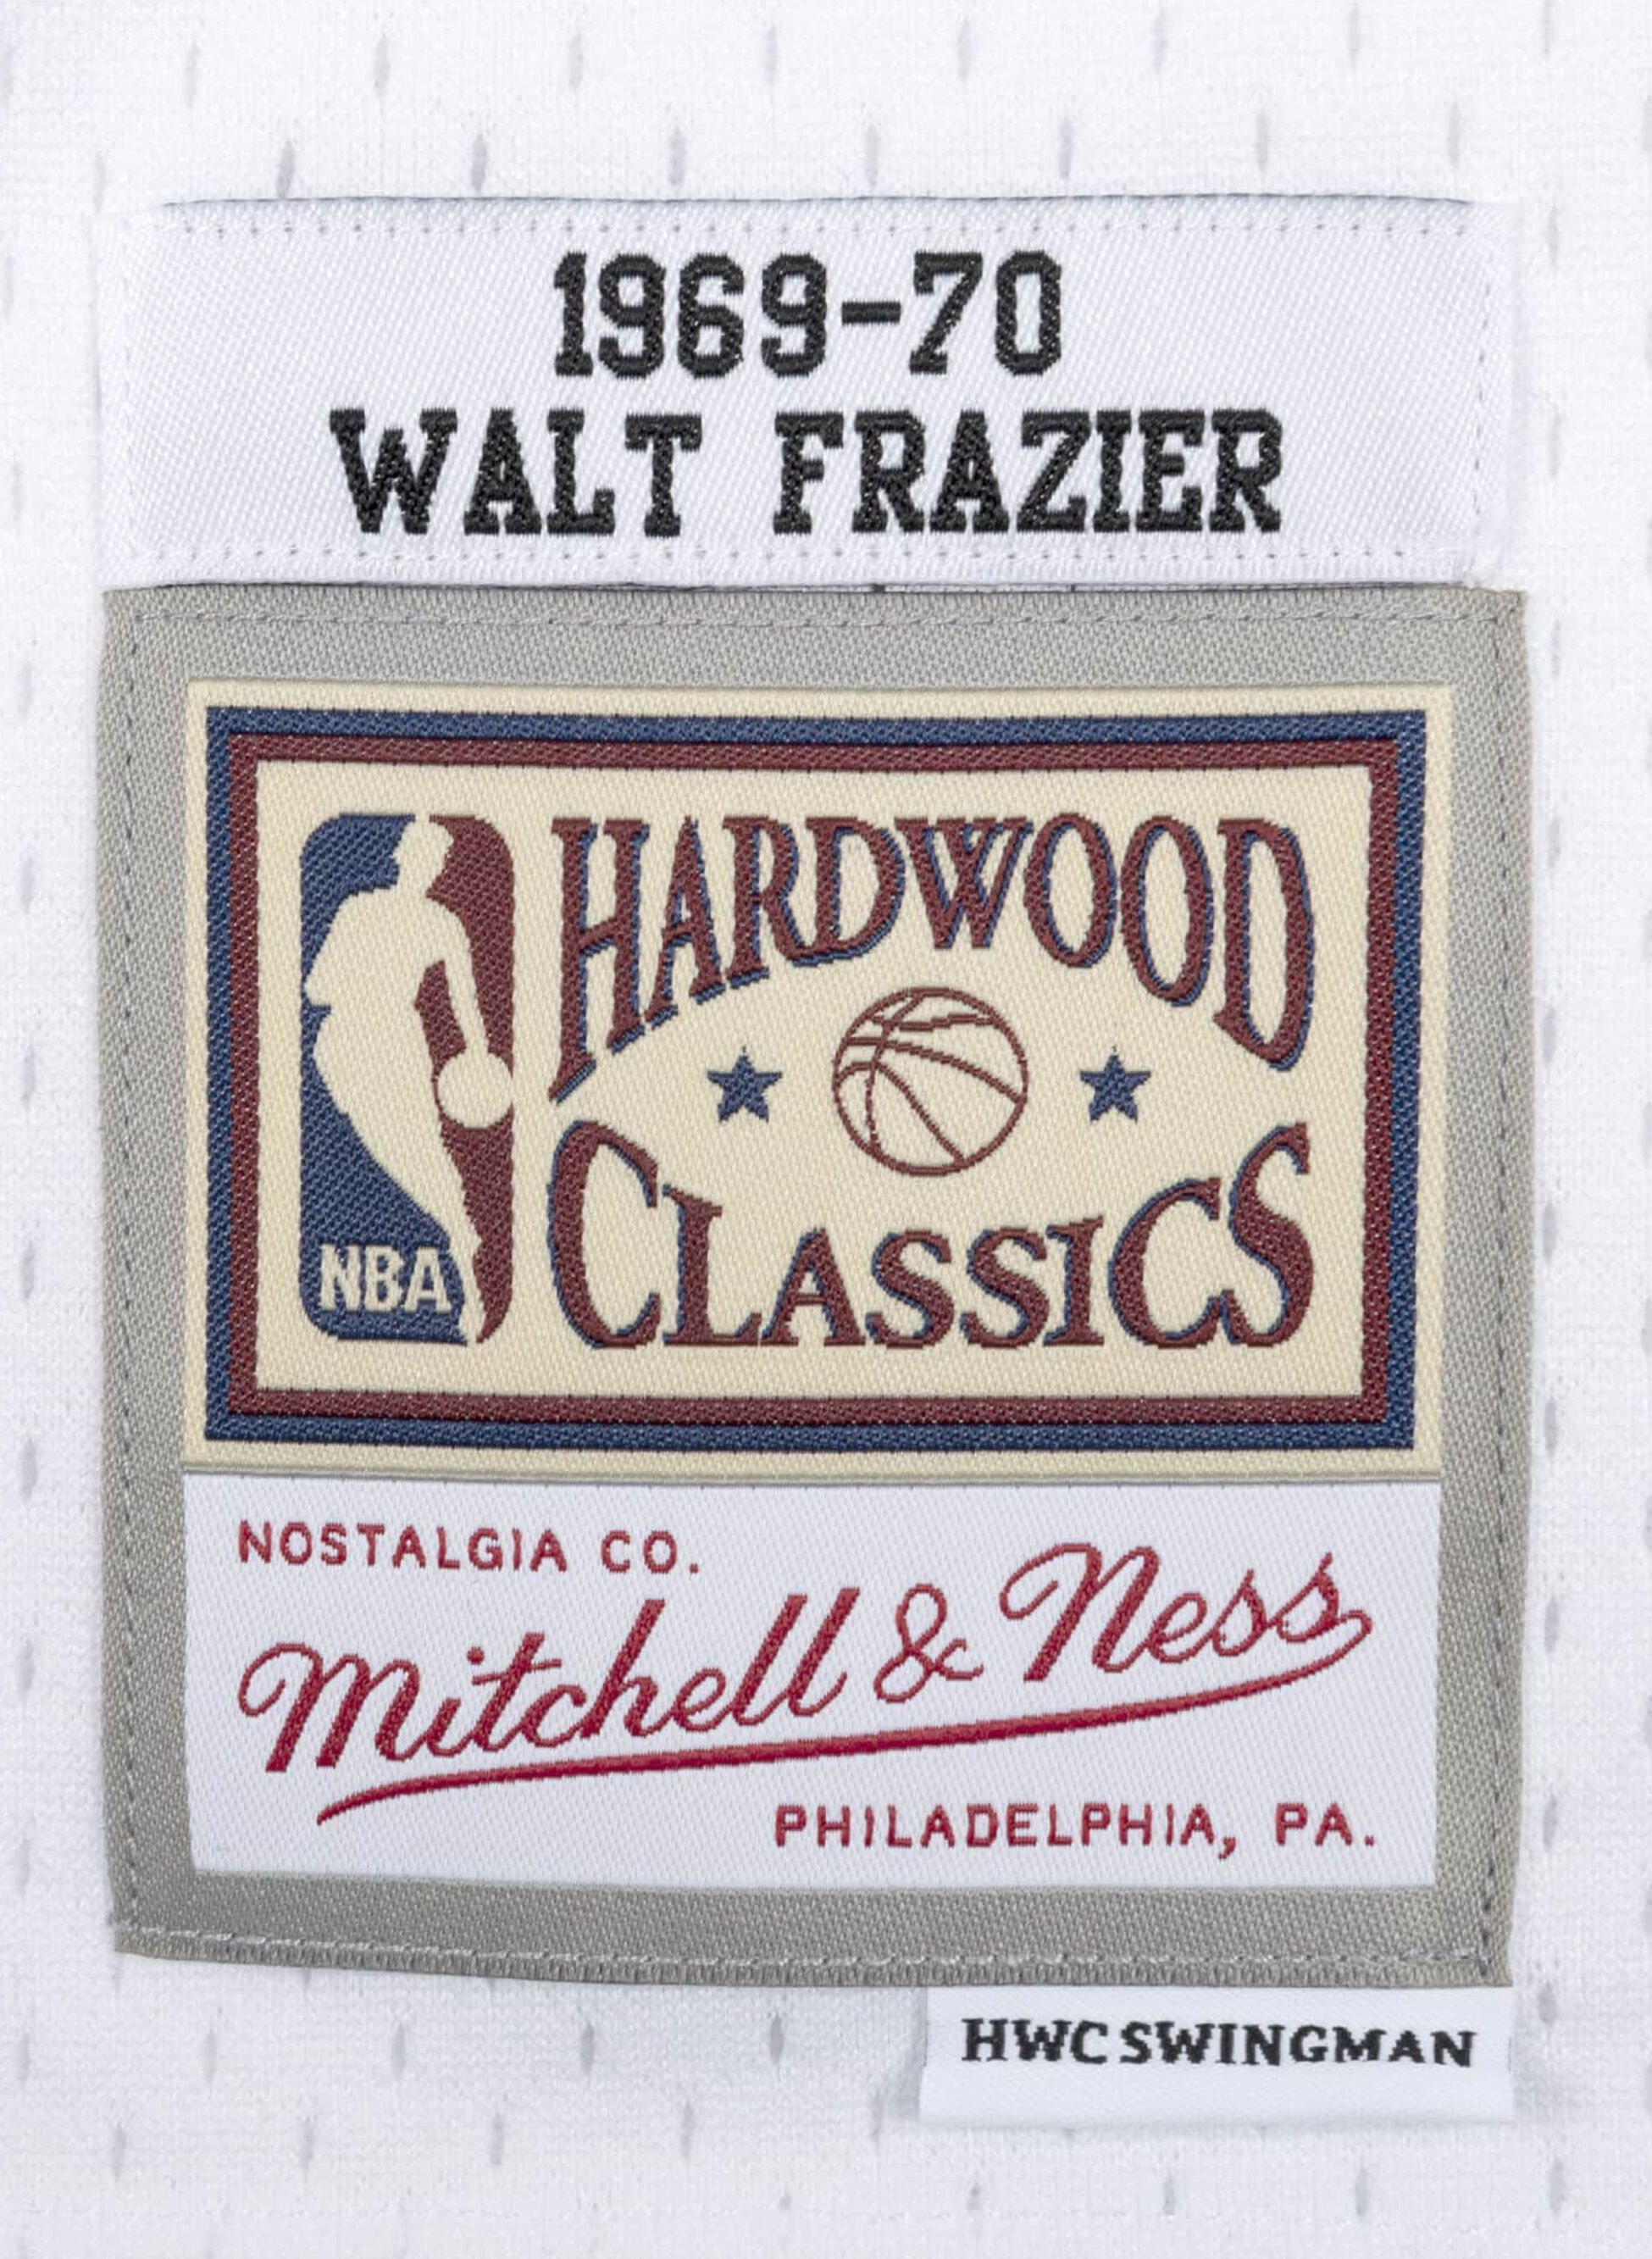 1969-70
WALT FRAZIER
HARDWOOD
CLASSICS
NBA
NOSTALGIA CO.
Mitchell & Ness
PHILADELPHIA, PA.
HWC SWINGMAN